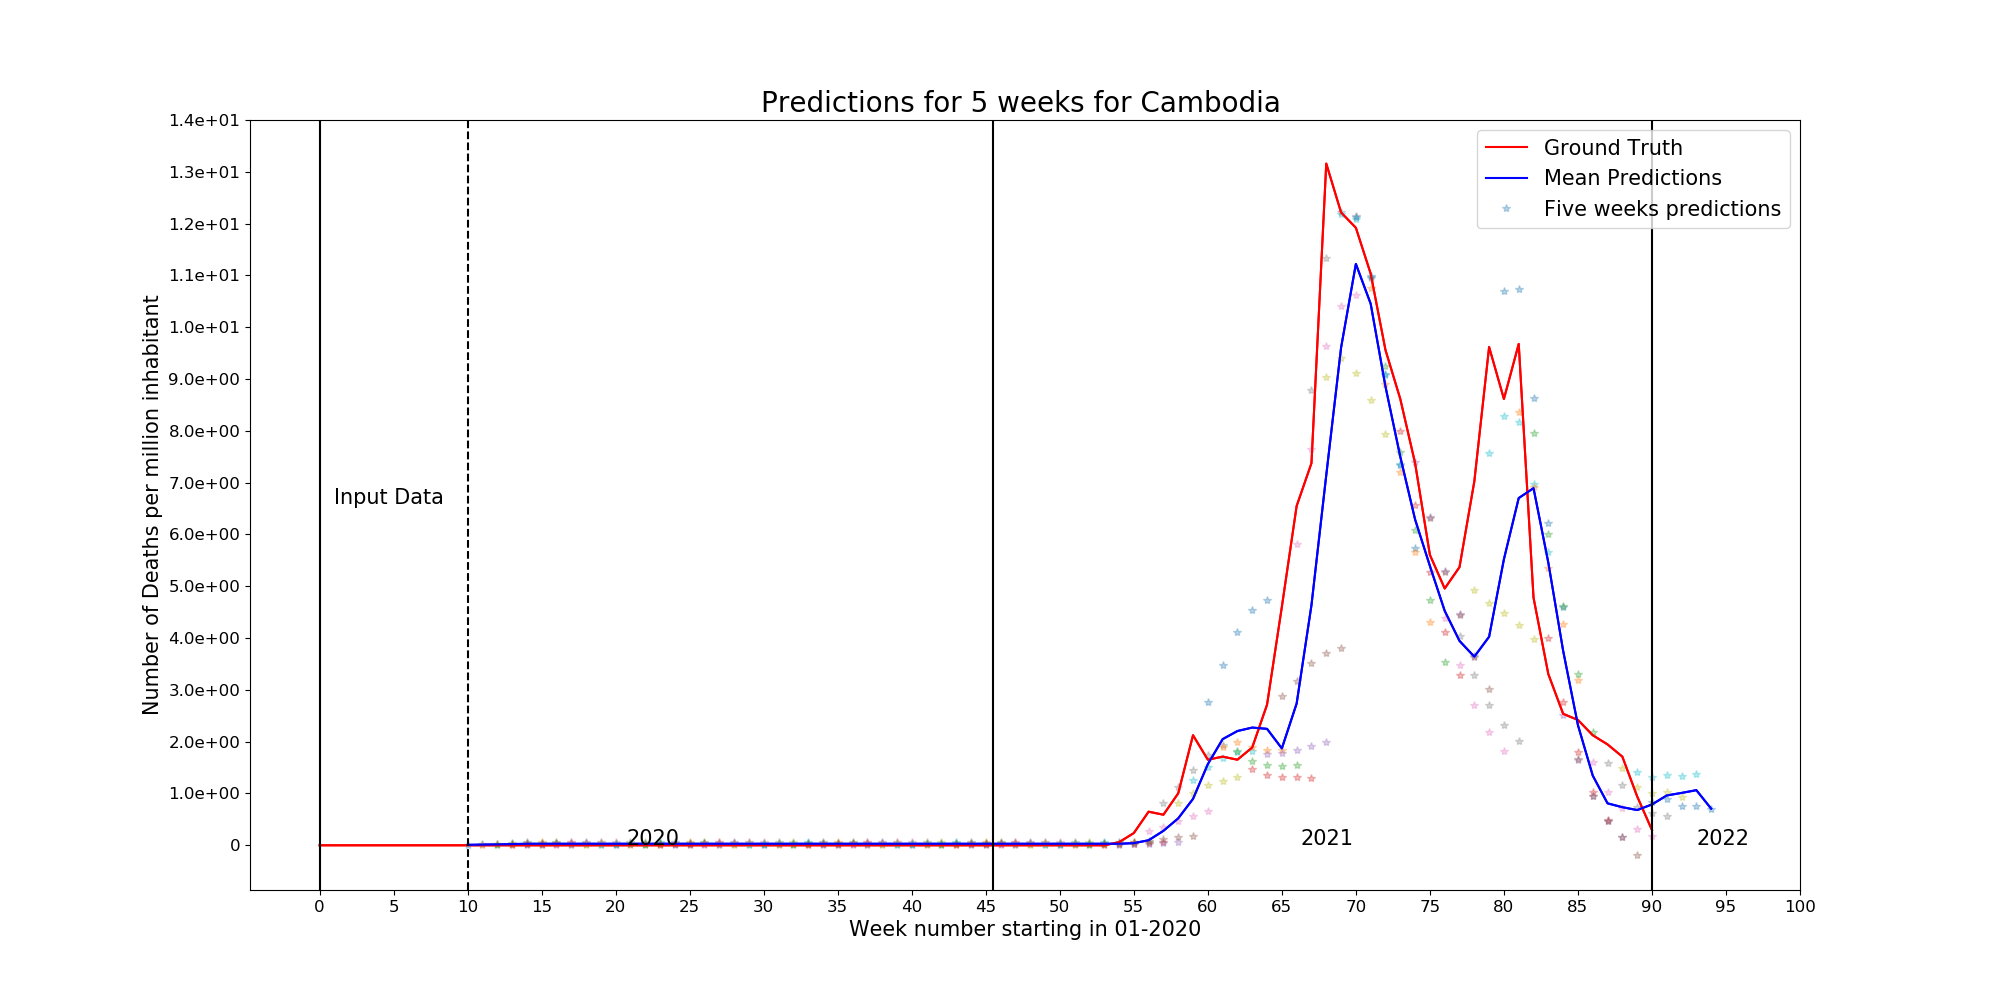 Predictions for 5 weeks for Cambodia
1.4e+01
1.3e+01
1.2e+01
1.1e+01
1.0e+01
9.0e+00
8.0e+00
7.0e+00
6.0e+00
5.0e+00
4.0e+00
3.0e+00
2.0e+00
1.0e+00
0
Number of Deaths per million inhabitant
Ground Truth
Mean Predictions
Five weeks predictions
Input Data
2020
2021
2022
0 5 10 15 20 25 30 35 40 45 50 55 60 65 70 75 80 85 90 95 100
Week number starting in 01-2020